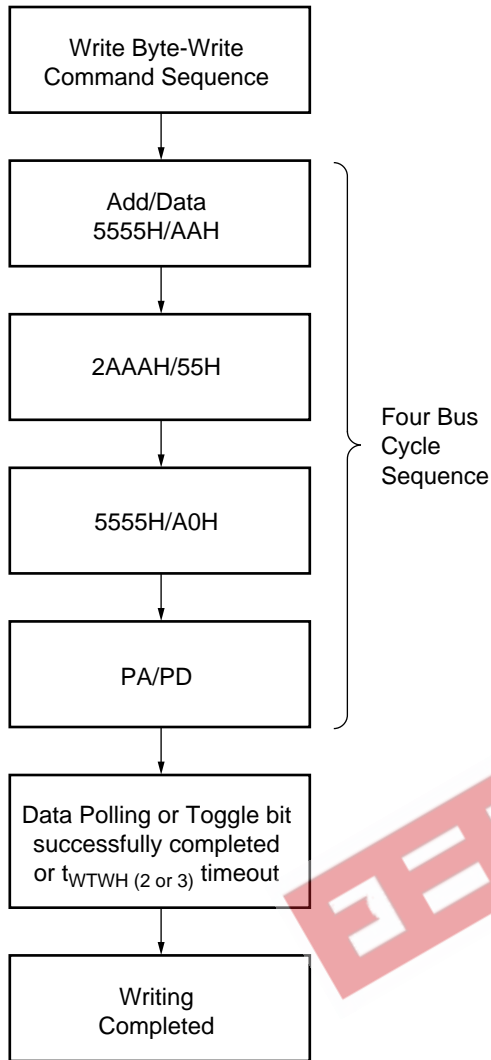 Write Byte-Write
Command Sequence
Add/Data
5555H/AAH
2AAAH/55H
5555H/A0H
PA/PD
Four Bus
Cycle
Sequence
Data Polling or Toggle bit
successfully completed
or tWTWH (2 or 3) timeout
Writing
Completed